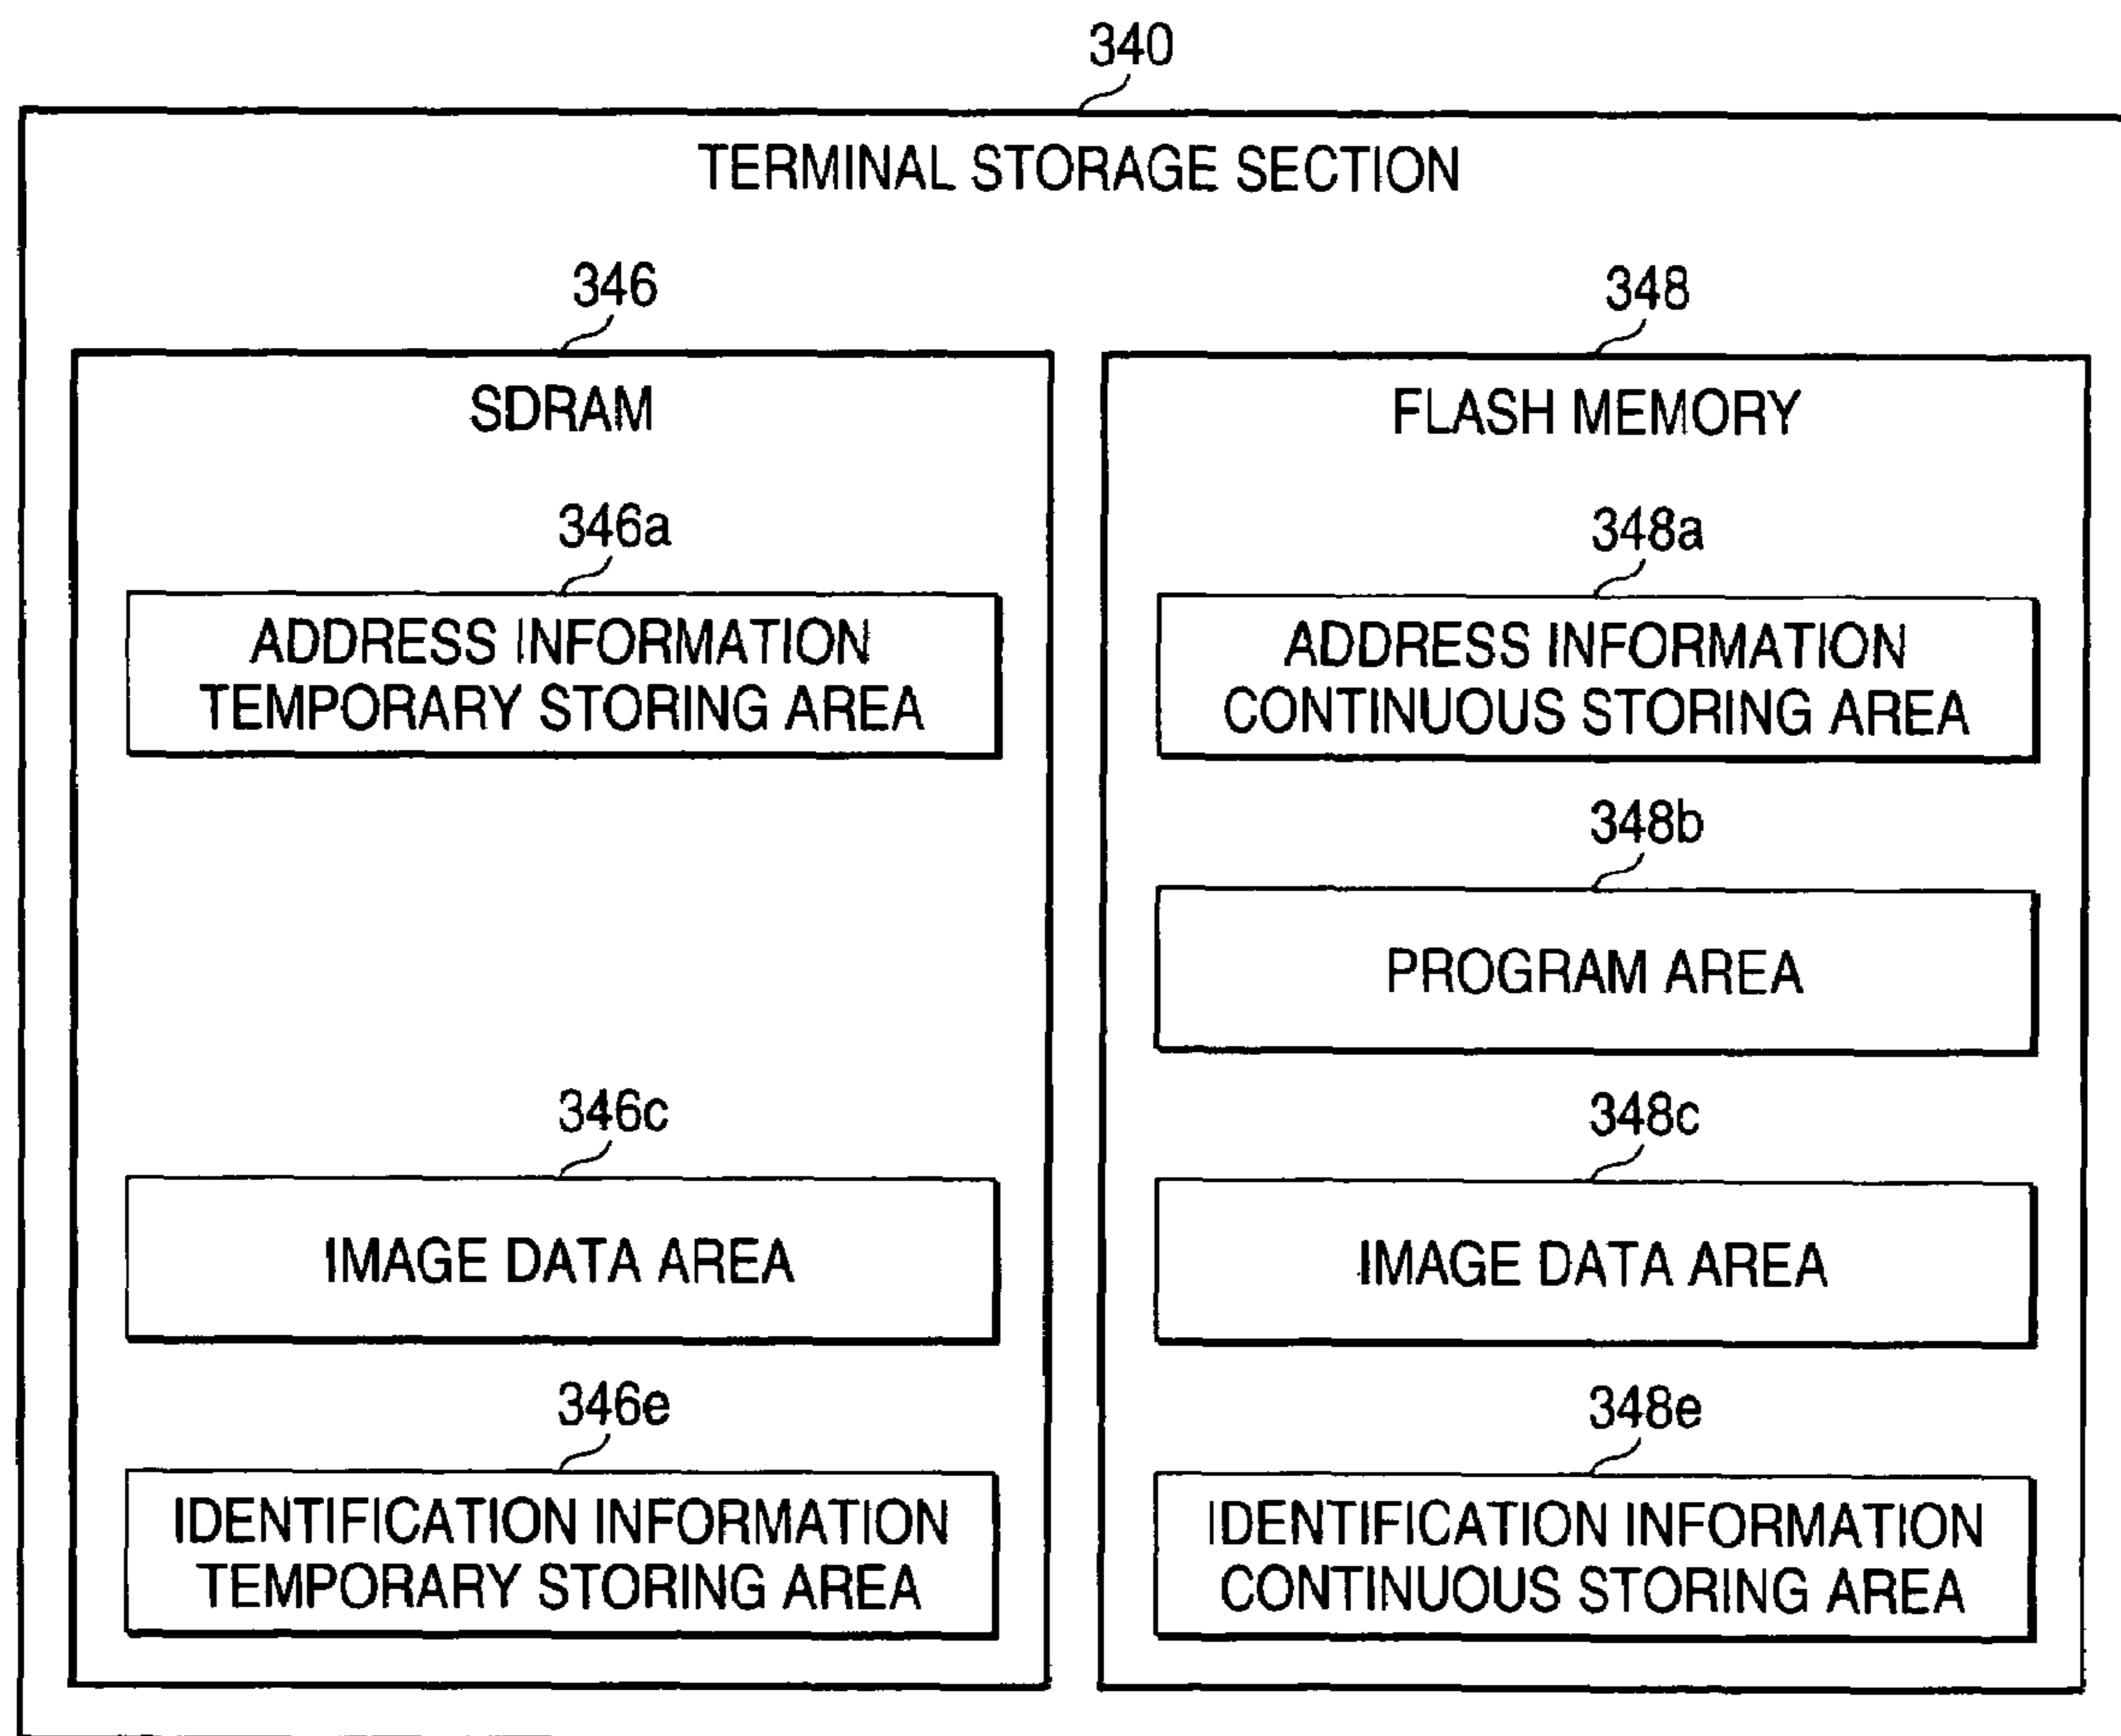 340
TERMINAL STORAGE SECTION
346
SDRAM
346a
ADDRESS INFORMATION
TEMPORARY STORING AREA
346c
IMAGE DATA AREA
346e
IDENTIFICATION INFORMATION
TEMPORARY STORING AREA
348
FLASH MEMORY
348a
ADDRESS INFORMATION
CONTINUOUS STORING AREA
348b
PROGRAM AREA
348c
IMAGE DATA AREA
348e
IDENTIFICATION INFORMATION
CONTINUOUS STORING AREA